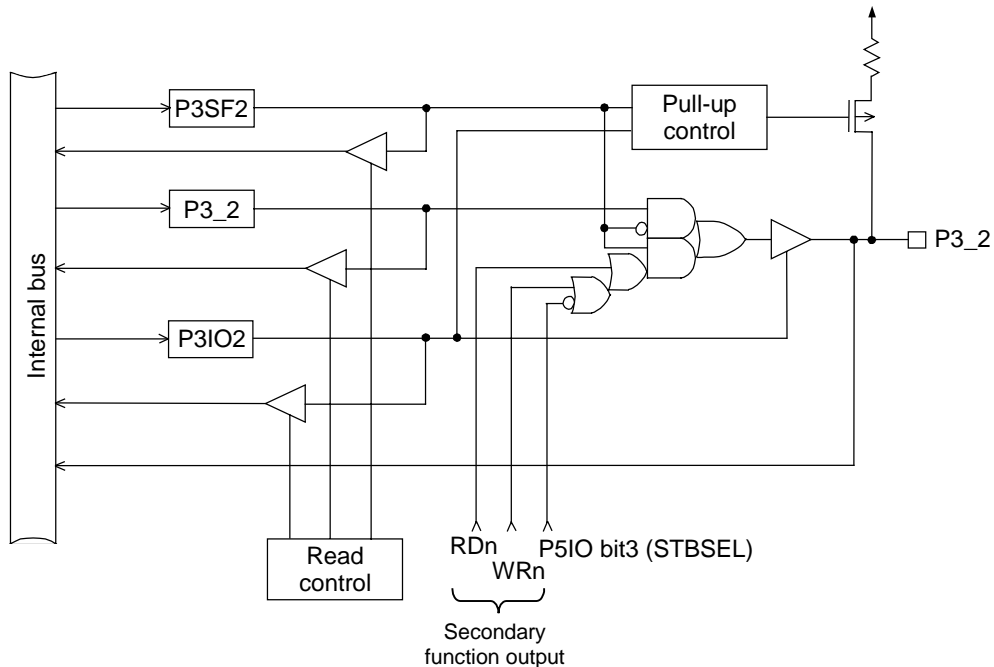 P3SF2
Pull-up
control
P3_2
P3_2
Internal bus
P3IO2
RDn
WRn
P5IO bit3 (STBSEL)
Read
control
Secondary
function output